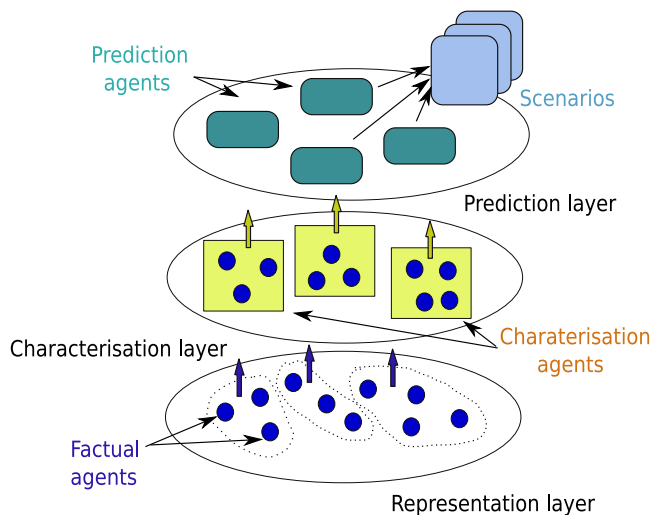 Prediction
agents
Scenarios
Prediction layer
Characterisation layer
Charaterisation
agents
Factual
agents
Representation layer